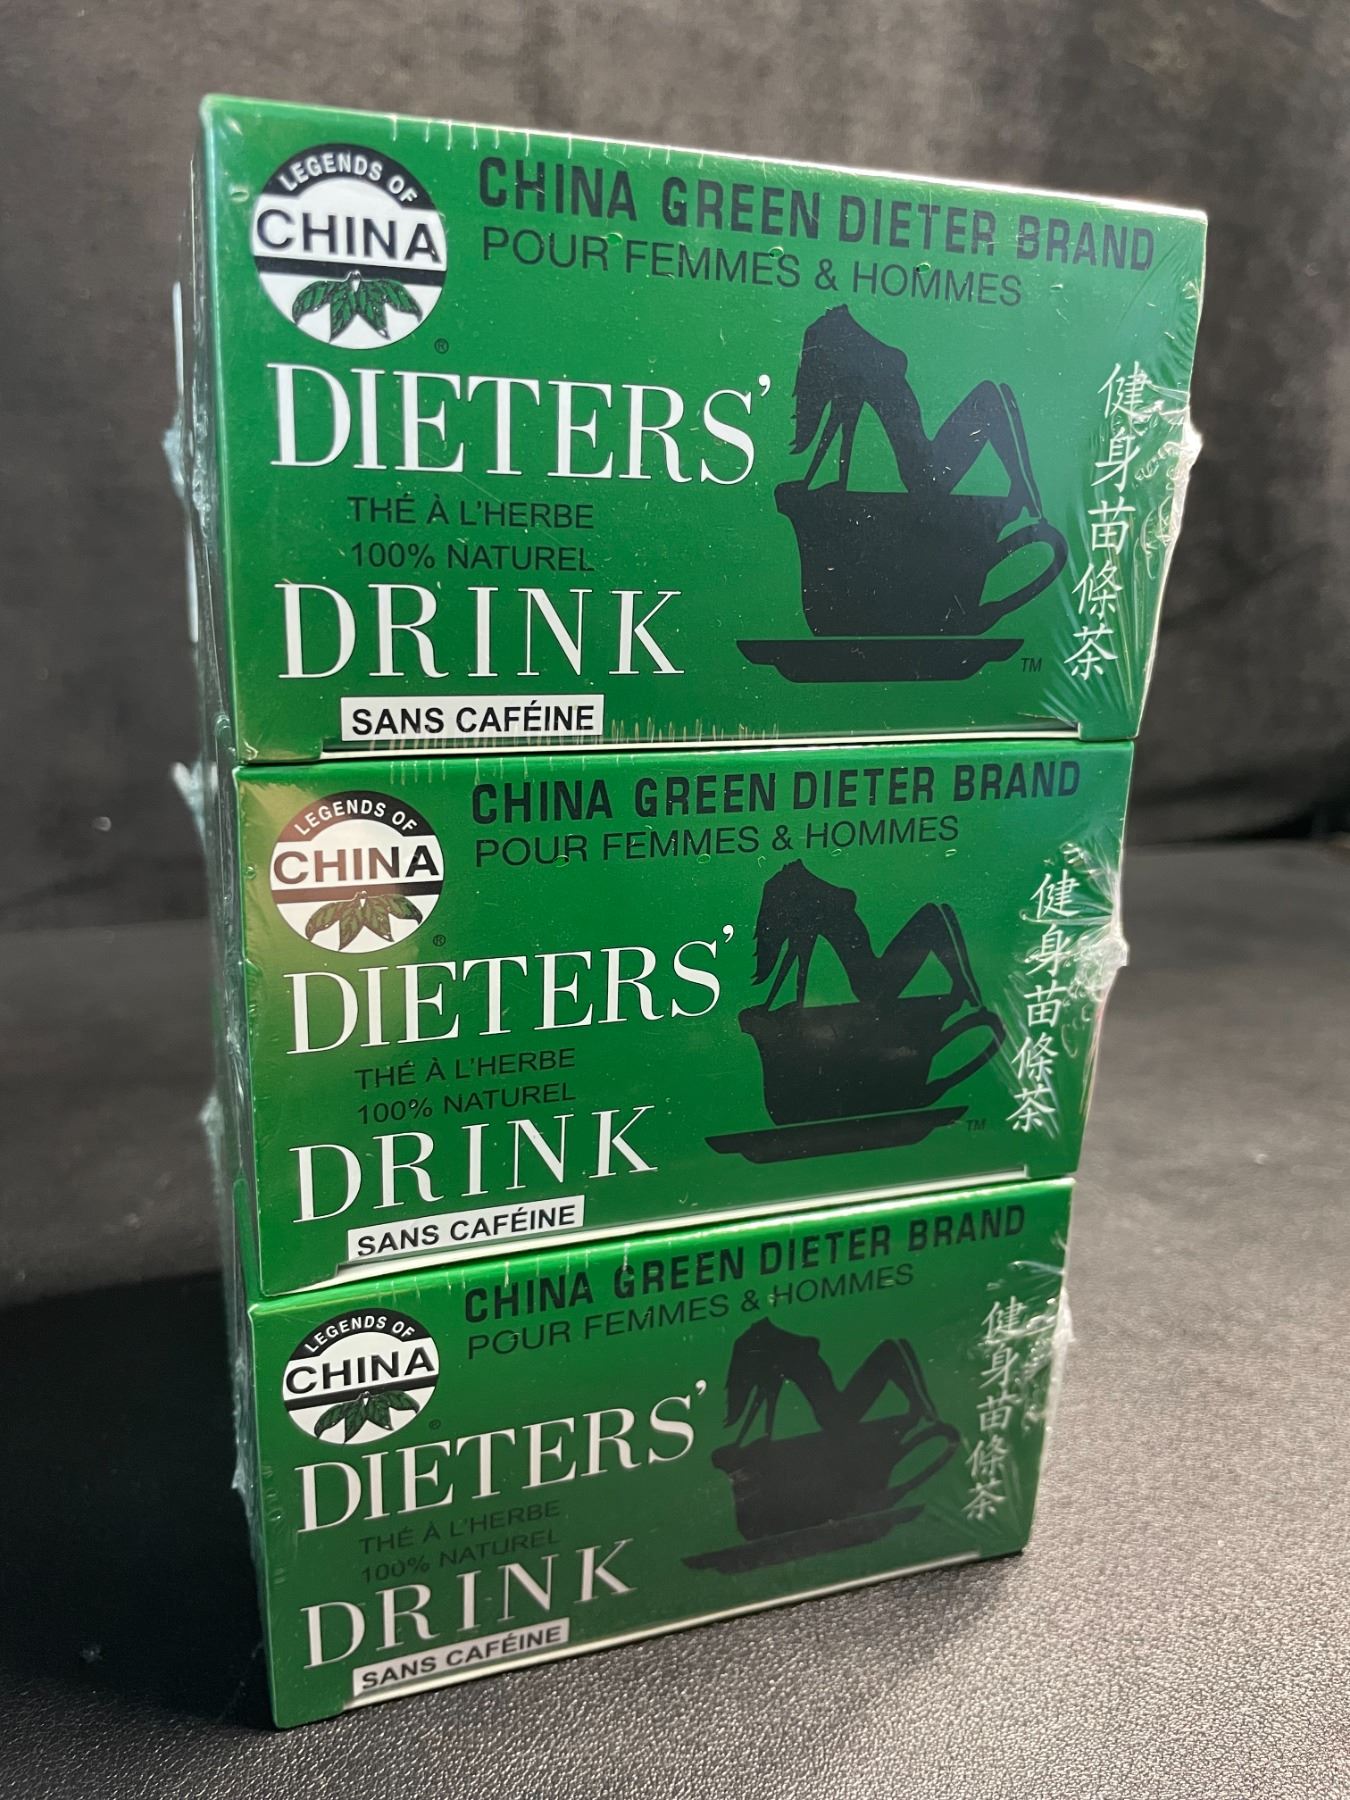 LEGENDS OF
CHINA
®
CHINA GREEN DIETER BRAND
POUR FEMMES & HOMMES
DIETERS'
THÉ À L'HERBE
100% NATUREL
DRINK
SANS CAFÉINE
TM
健身苗條茶
LEGENDS OF
CHINA
®
CHINA GREEN DIETER BRAND
POUR FEMMES & HOMMES
DIETERS'
THÉ À L'HERBE
100% NATUREL
DRINK
SANS CAFÉINE
TM
健身苗條茶
LEGENDS OF
CHINA
®
CHINA GREEN DIETER BRAND
POUR FEMMES & HOMMES
DIETERS'
THÉ À L'HERBE
100% NATUREL
DRINK
SANS CAFÉINE
健身苗條茶